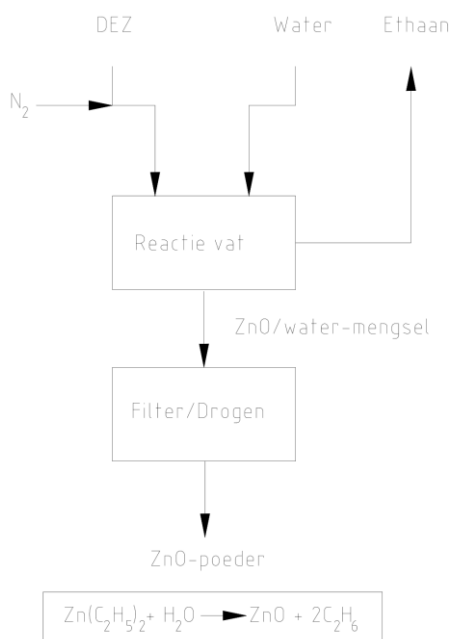 DEZ Water Ethaan
N₂
Reactie vat
ZnO/water-mengsel
Filter/Drogen
ZnO-poeder
Zn(C₂H₅)₂+ H₂O → ZnO + 2C₂H₆